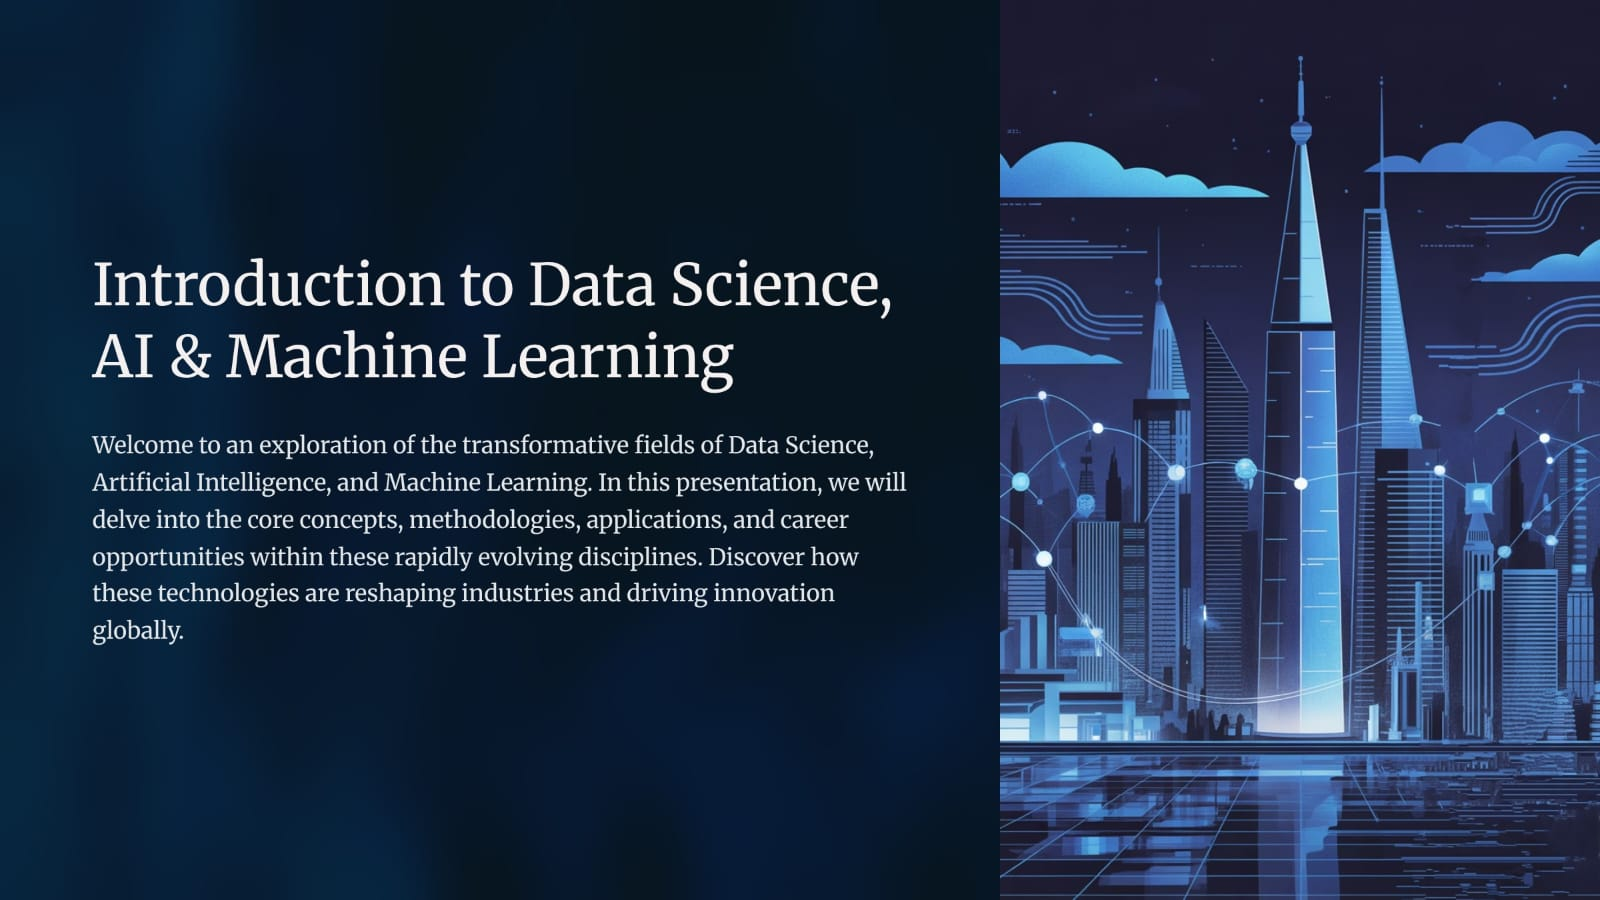 Introduction to Data Science,
AI & Machine Learning
Welcome to an exploration of the transformative fields of Data Science,
Artificial Intelligence, and Machine Learning. In this presentation, we will
delve into the core concepts, methodologies, applications, and career
opportunities within these rapidly evolving disciplines. Discover how
these technologies are reshaping industries and driving innovation
globally.